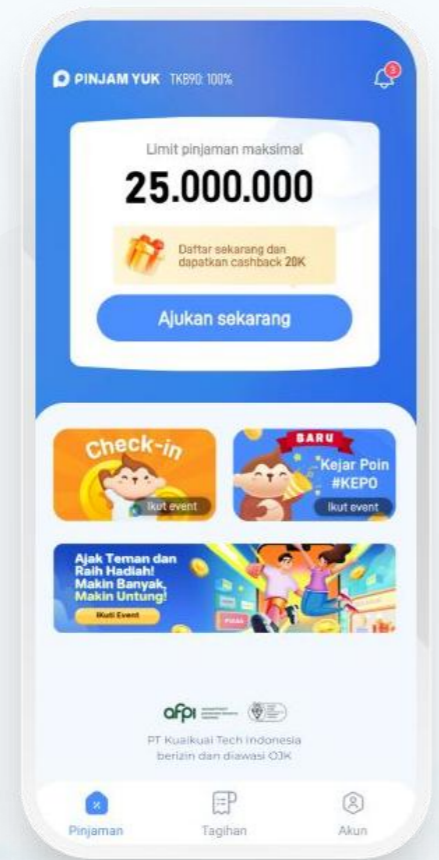 PINJAM YUK TKB90: 100%
3
Limit pinjaman maksimal
25.000.000
Daftar sekarang dan
dapatkan cashback 20K
Ajukan sekarang
Check-in
Ikut event
BARU
Kejar Poin
#KEPO
Ikut event
Ajak Teman dan
Raih Hadiah!
Makin Banyak,
Makin Untung!
Ikuti Event
afpi
PT Kuaikuai Tech Indonesia
berizin dan diawasi OJK
Pinjaman
Tagihan
Akun